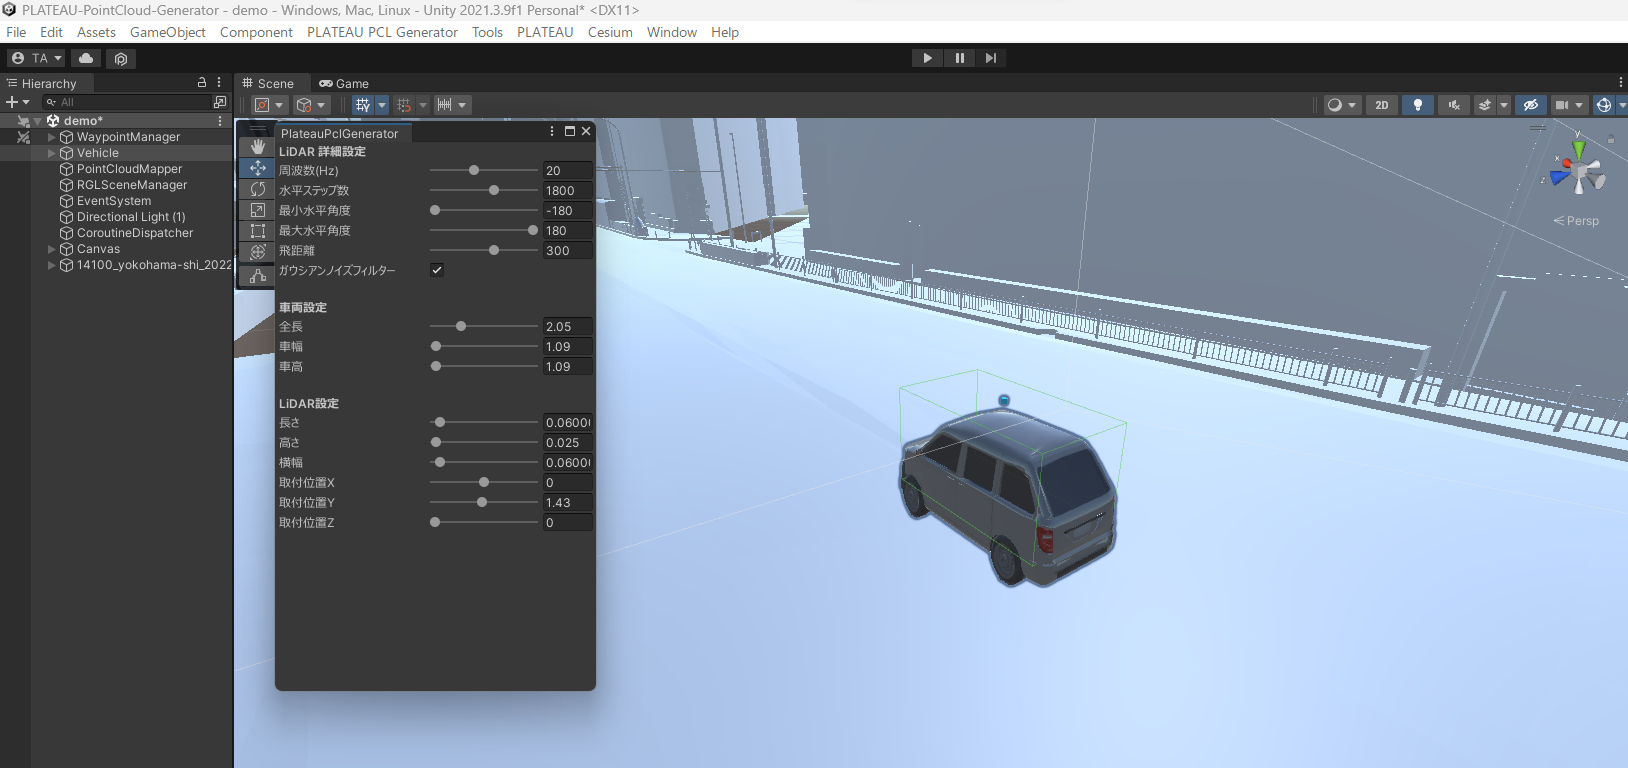 PLATEAU-PointCloud-Generator - demo - Windows, Mac, Linux - Unity 2021.3.9f1 Personal* <DX11>
File Edit Assets GameObject Component PLATEAU PCL Generator Tools PLATEAU Cesium Window Help
TA
Hierarchy
All
demo*
WaypointManager
Vehicle
PointCloudMapper
RGLSceneManager
EventSystem
Directional Light (1)
CoroutineDispatcher
Canvas
14100_yokohama-shi_2022
Scene Game
2D
PlateauPclGenerator
LiDAR 詳細設定
周波数(Hz) 20
水平ステップ数 1800
最小水平角度 -180
最大水平角度 180
飛距離 300
ガウシアンノイズフィルター
車両設定
全長 2.05
車幅 1.09
車高 1.09
LiDAR設定
長さ 0.0600
高さ 0.025
横幅 0.0600
取付位置X 0
取付位置Y 1.43
取付位置Z 0
y
x
z
Persp